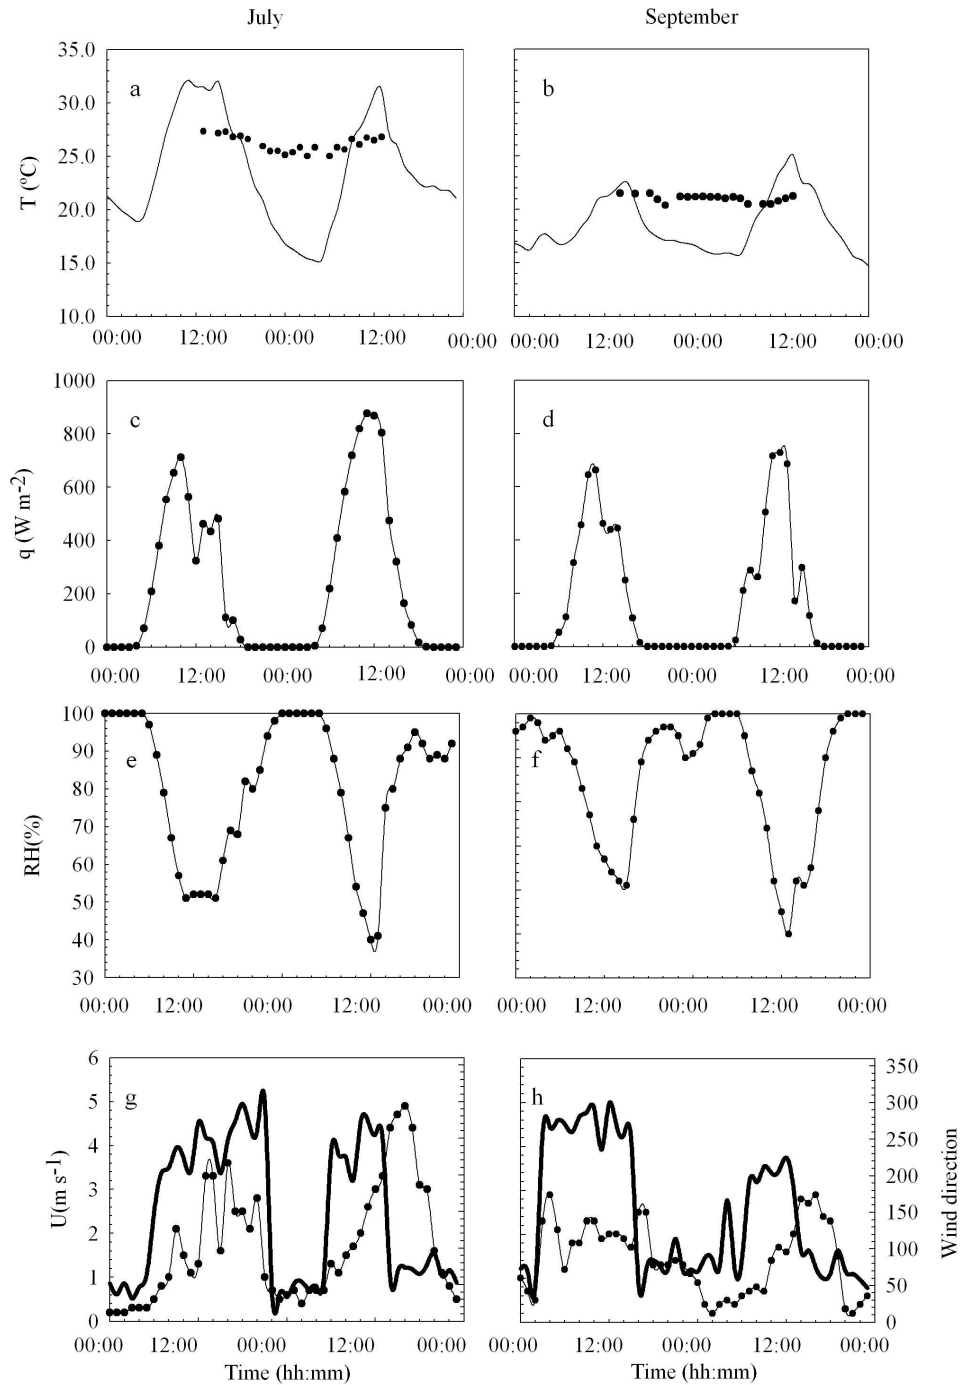 July September
35.0
30.0
25.0
20.0
15.0
10.0
T (ºC)
a
b
00:00 12:00 00:00 12:00 00:00 00:00 12:00 00:00 12:00 00:00
1000
800
600
400
200
0
q (W m-2)
c
d
00:00 12:00 00:00 12:00 00:00 12:00 00:00 12:00 00:00
100
90
80
70
60
50
40
30
RH(%)
e
f
00:00 12:00 00:00 12:00 00:00 00:00 12:00 00:00 12:00 00:00
6
5
4
3
2
1
0
U(m s-1)
g
h
350
300
250
200
150
100
50
0
Wind direction
00:00 12:00 00:00 12:00 00:00 00:00 12:00 00:00 12:00 00:00
Time (hh:mm) Time (hh:mm)